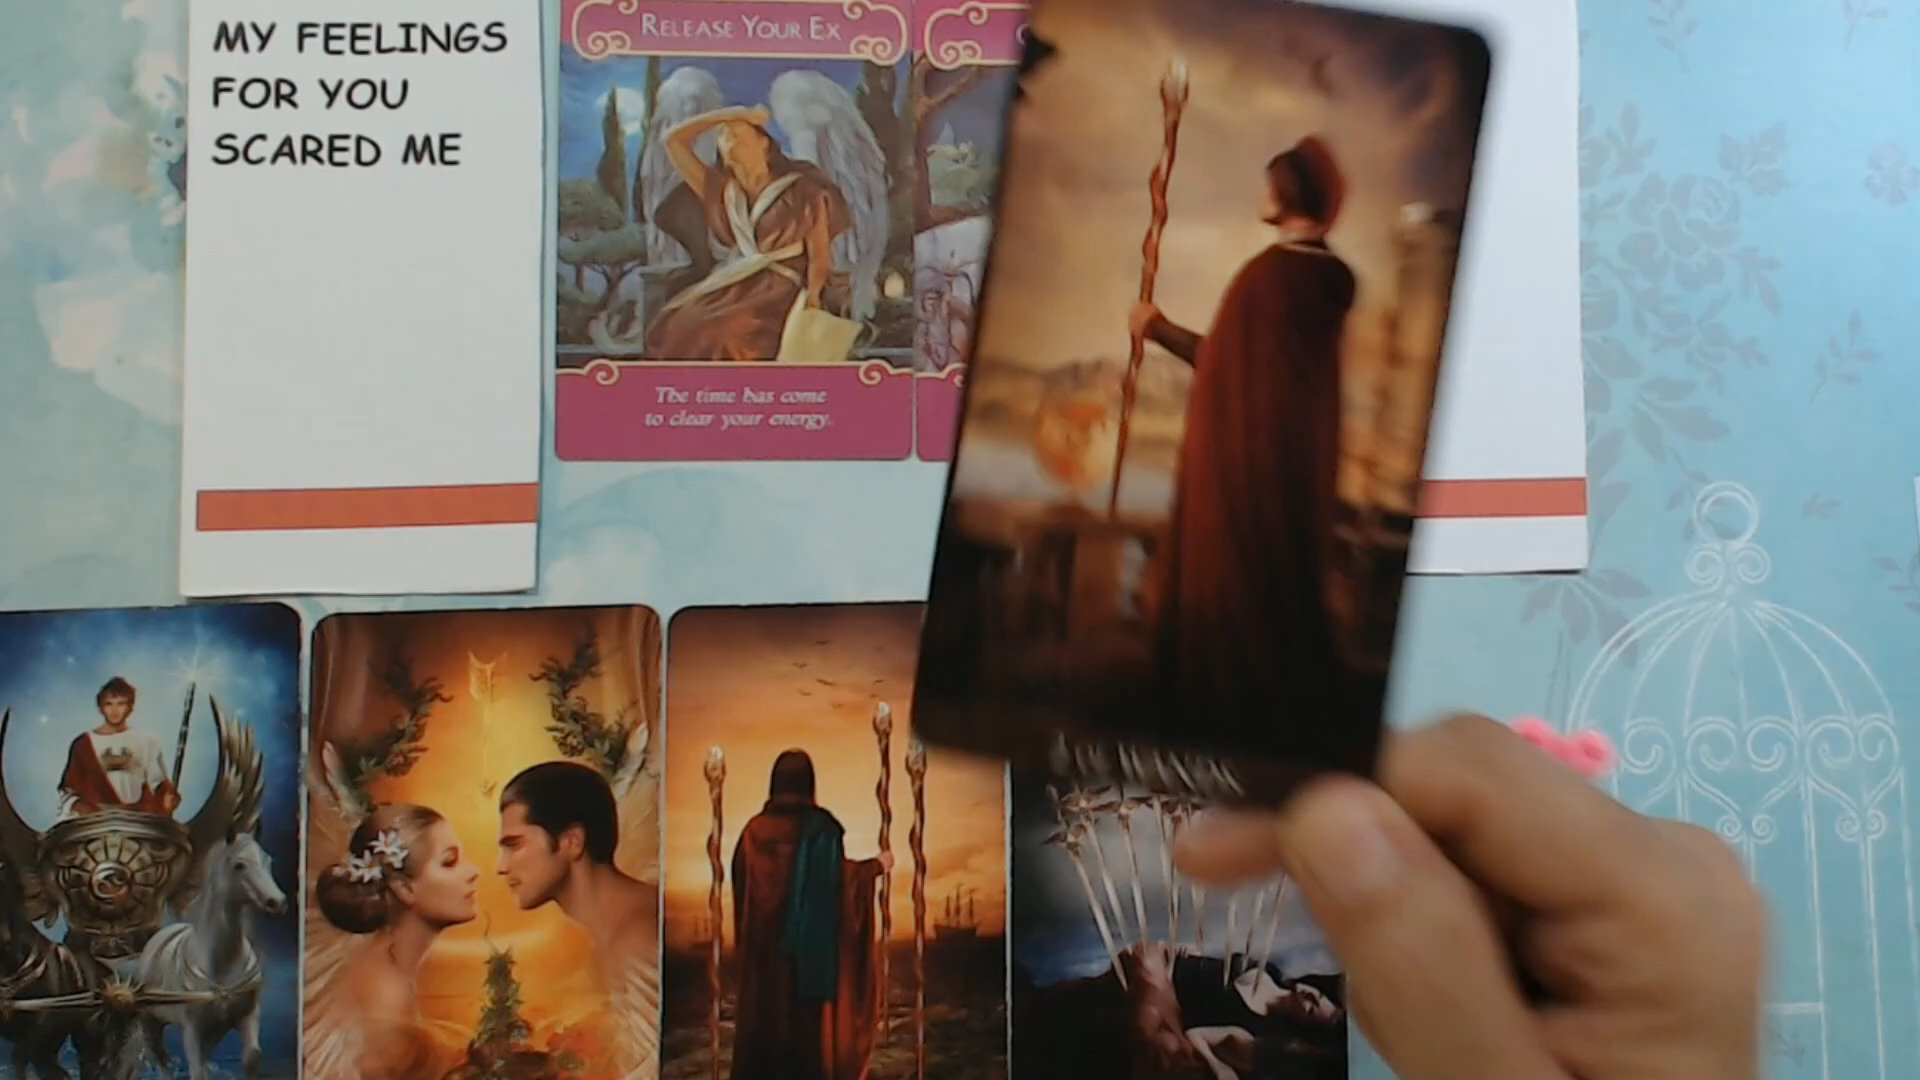 MY FEELINGS
FOR YOU
SCARED ME
RELEASE YOUR EX
The time has come
to clear your energy.